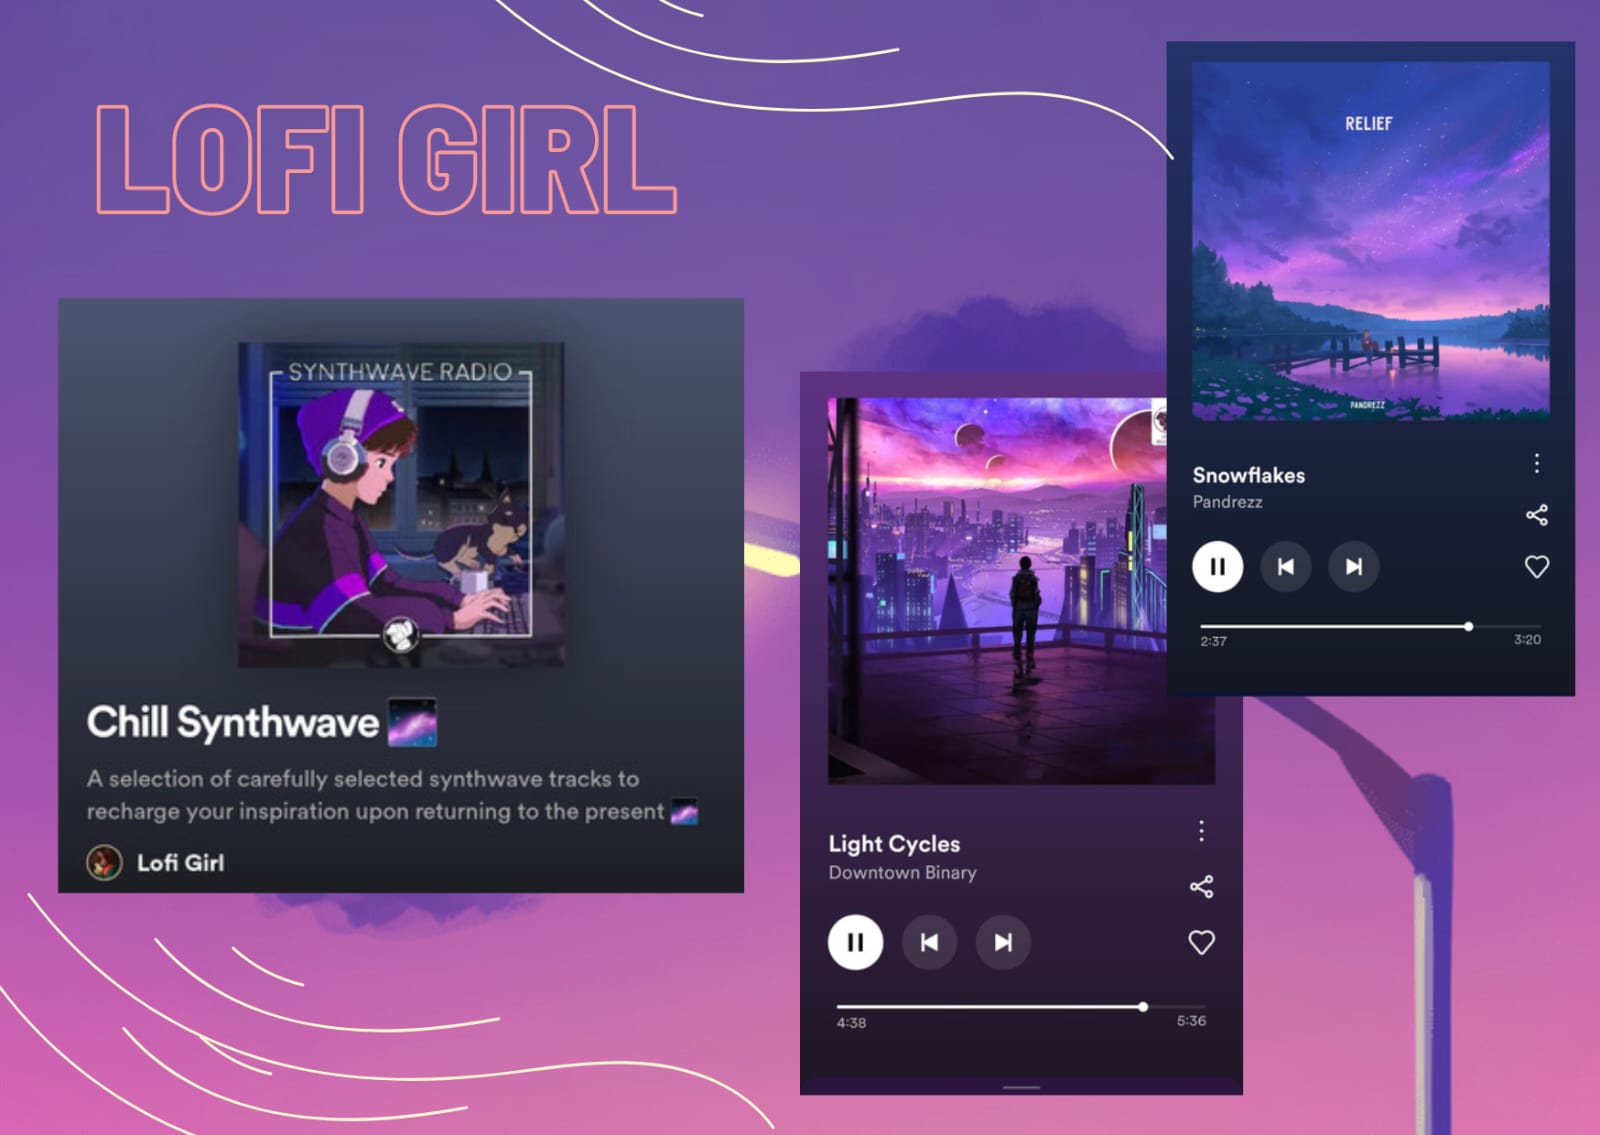 LOFI GIRL
SYNTHWAVE RADIO
Chill Synthwave
A selection of carefully selected synthwave tracks to
recharge your inspiration upon returning to the present
Lofi Girl
Light Cycles
Downtown Binary
4:38
5:36
RELIEF
PANDREZZ
Snowflakes
Pandrezz
2:37
3:20